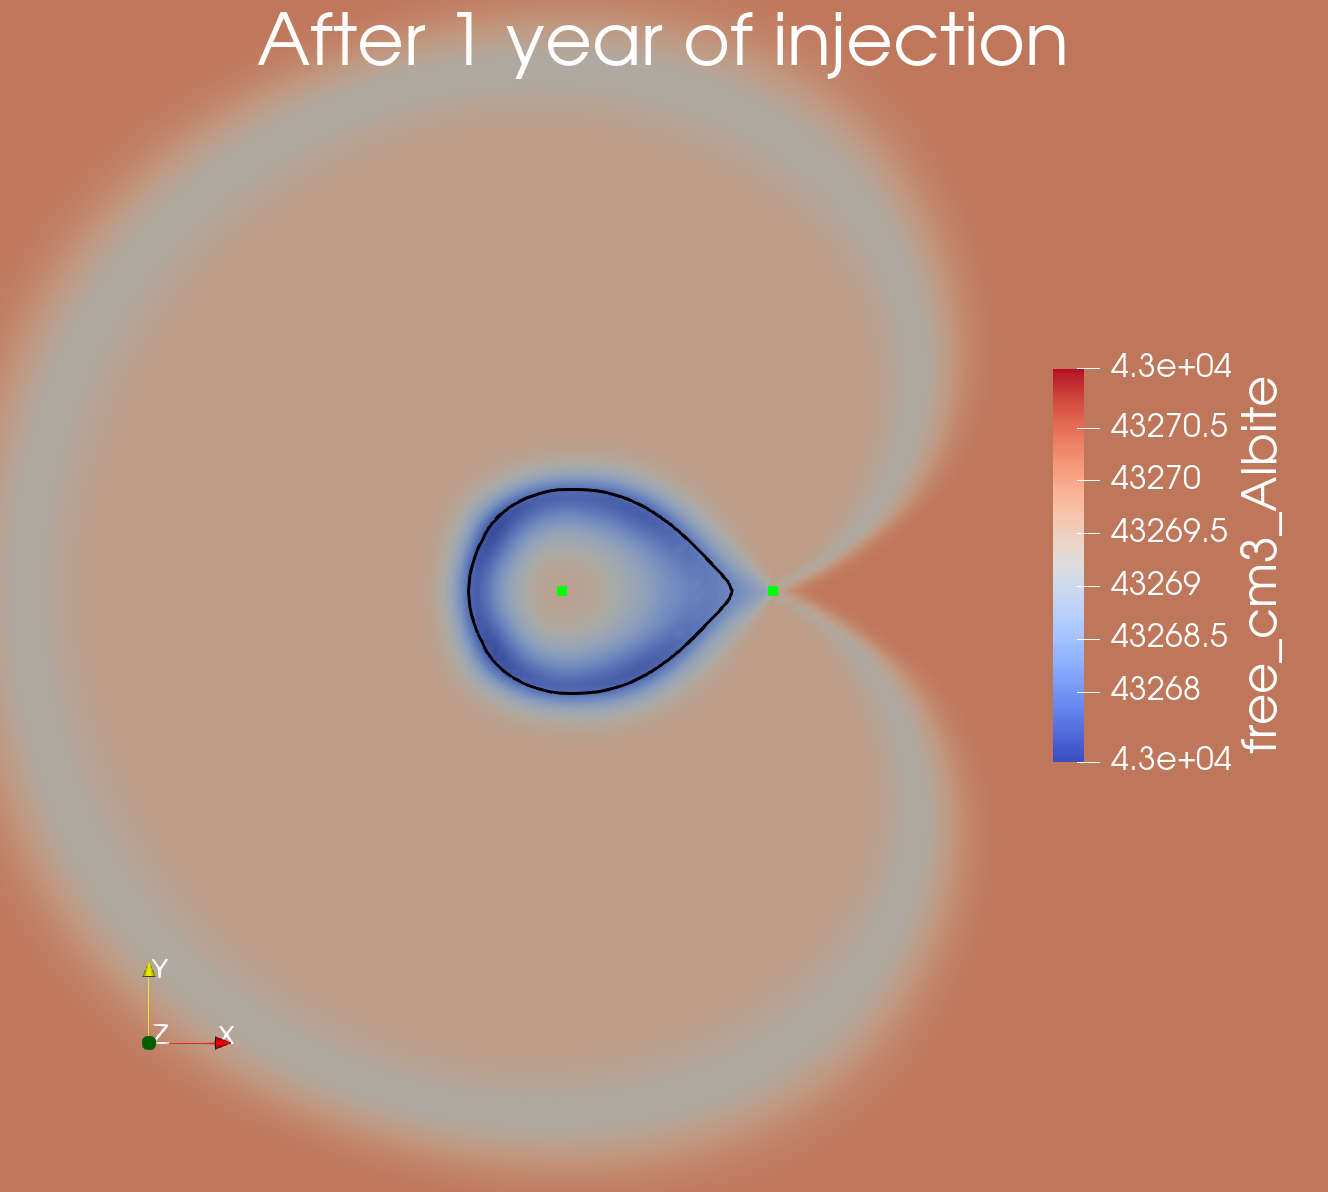 After 1 year of injection
4.3e+04
43270.5
43270
43269.5
43269
43268.5
43268
4.3e+04
free_cm3_Albite
Y
Z
X